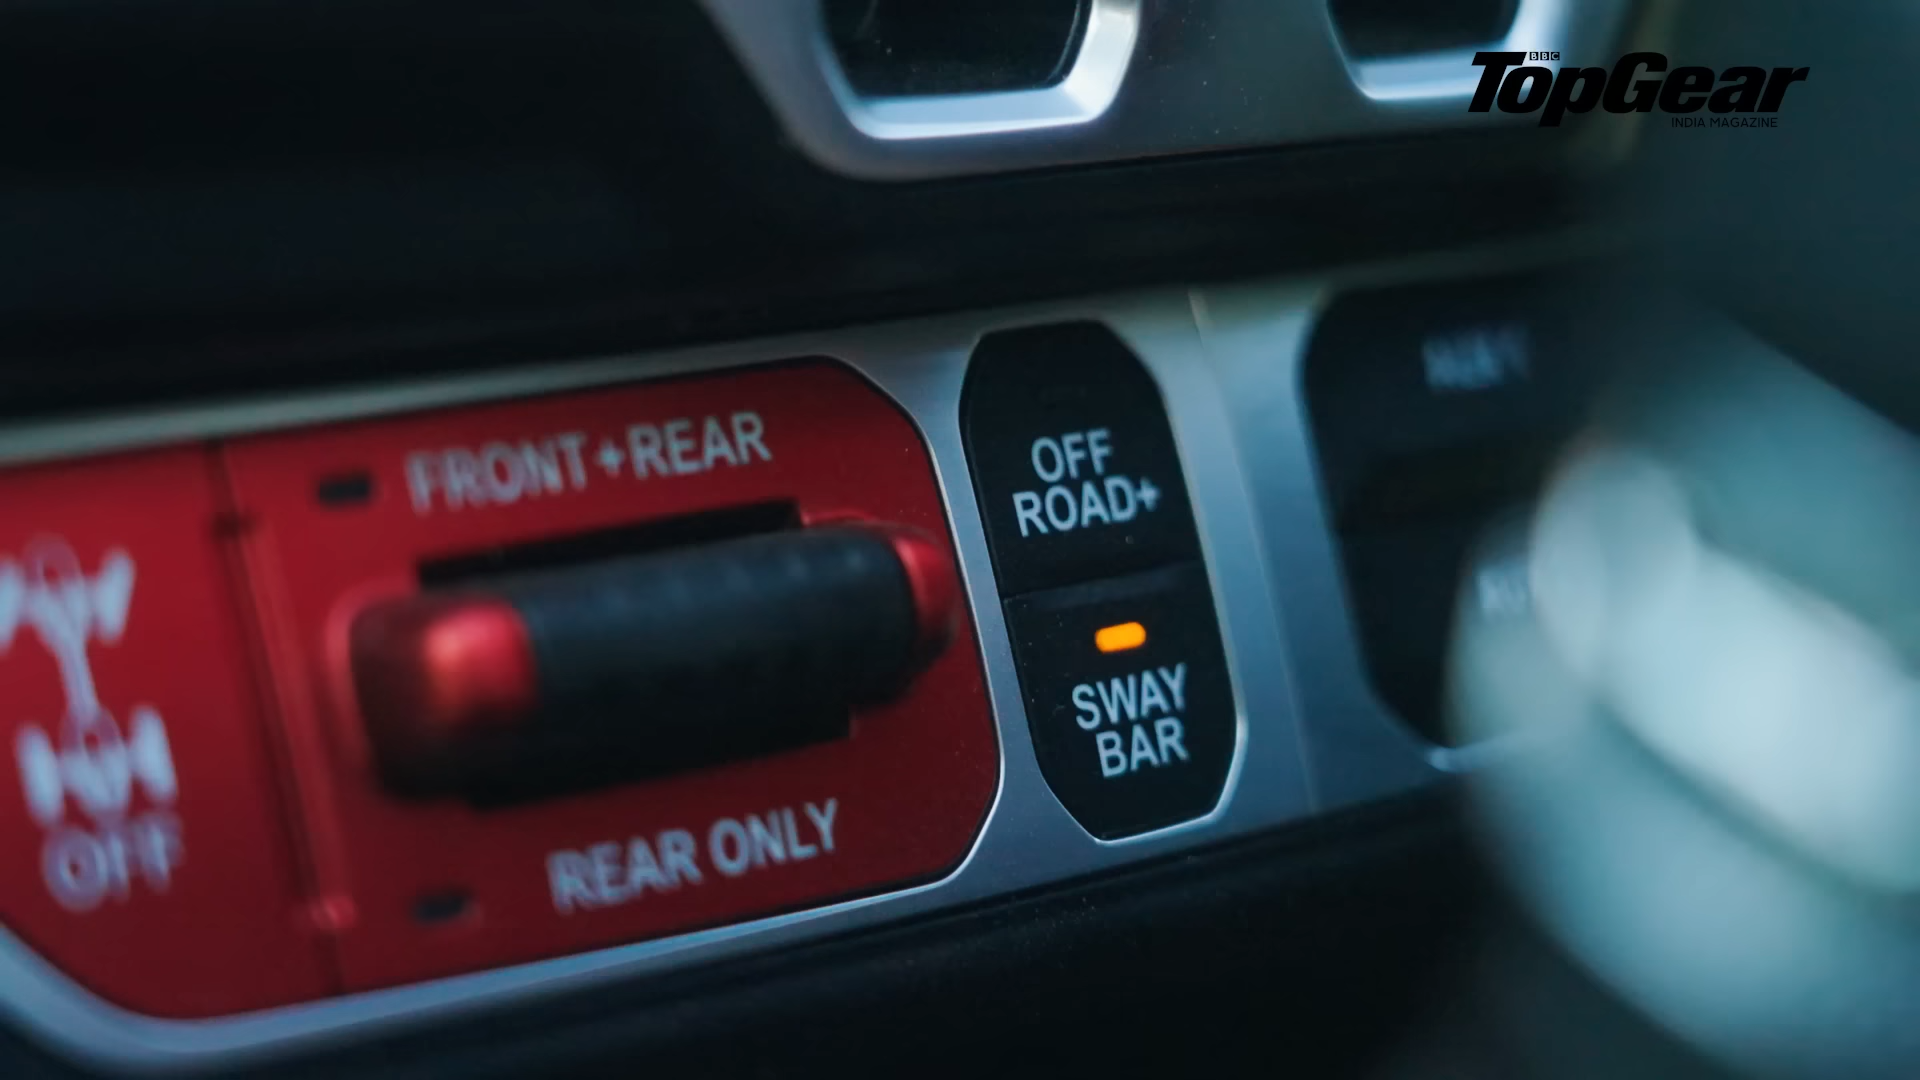 BBC
TopGear
INDIA MAGAZINE
FRONT+REAR
OFF
ROAD+
SWAY
BAR
REAR ONLY
OFF